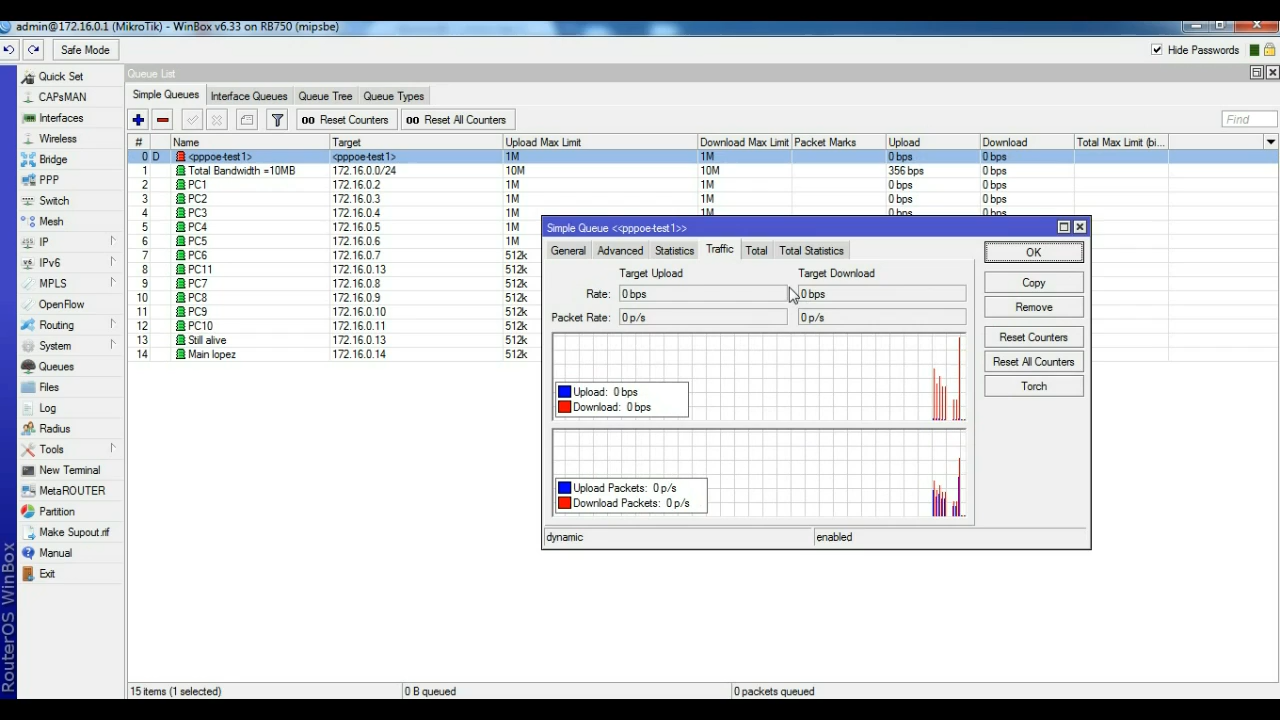 admin@172.16.0.1 (MikroTik) - WinBox v6.33 on RB750 (mipsbe)
Safe Mode
Hide Passwords
Quick Set
CAPsMAN
Interfaces
Wireless
Bridge
PPP
Switch
Mesh
IP
IPv6
MPLS
OpenFlow
Routing
System
Queues
Files
Log
Radius
Tools
New Terminal
MetaROUTER
Partition
Make Supout.rif
Manual
Exit
RouterOS WinBox
Queue List
Simple Queues Interface Queues Queue Tree Queue Types
00 Reset Counters 00 Reset All Counters Find
# Name Target Upload Max Limit Download Max Limit Packet Marks Upload Download Total Max Limit (bi...
0 D <pppoe-test1> <pppoe-test1> 1M 1M 0 bps 0 bps
1 Total Bandwidth =10MB 172.16.0.0/24 10M 10M 356 bps 0 bps
2 PC1 172.16.0.2 1M 1M 0 bps 0 bps
3 PC2 172.16.0.3 1M 1M 0 bps 0 bps
4 PC3 172.16.0.4 1M 1M 0 bps 0 bps
5 PC4 172.16.0.5 1M
6 PC5 172.16.0.6 1M
7 PC6 172.16.0.7 512k
8 PC11 172.16.0.13 512k
9 PC7 172.16.0.8 512k
10 PC8 172.16.0.9 512k
11 PC9 172.16.0.10 512k
12 PC10 172.16.0.11 512k
13 Still alive 172.16.0.13 512k
14 Main lopez 172.16.0.14 512k
Simple Queue <<pppoe-test1>>
General Advanced Statistics Traffic Total Total Statistics
Target Upload Target Download
Rate: 0 bps 0 bps
Packet Rate: 0 p/s 0 p/s
Upload: 0 bps
Download: 0 bps
Upload Packets: 0 p/s
Download Packets: 0 p/s
dynamic enabled
OK
Copy
Remove
Reset Counters
Reset All Counters
Torch
15 items (1 selected) 0 B queued 0 packets queued